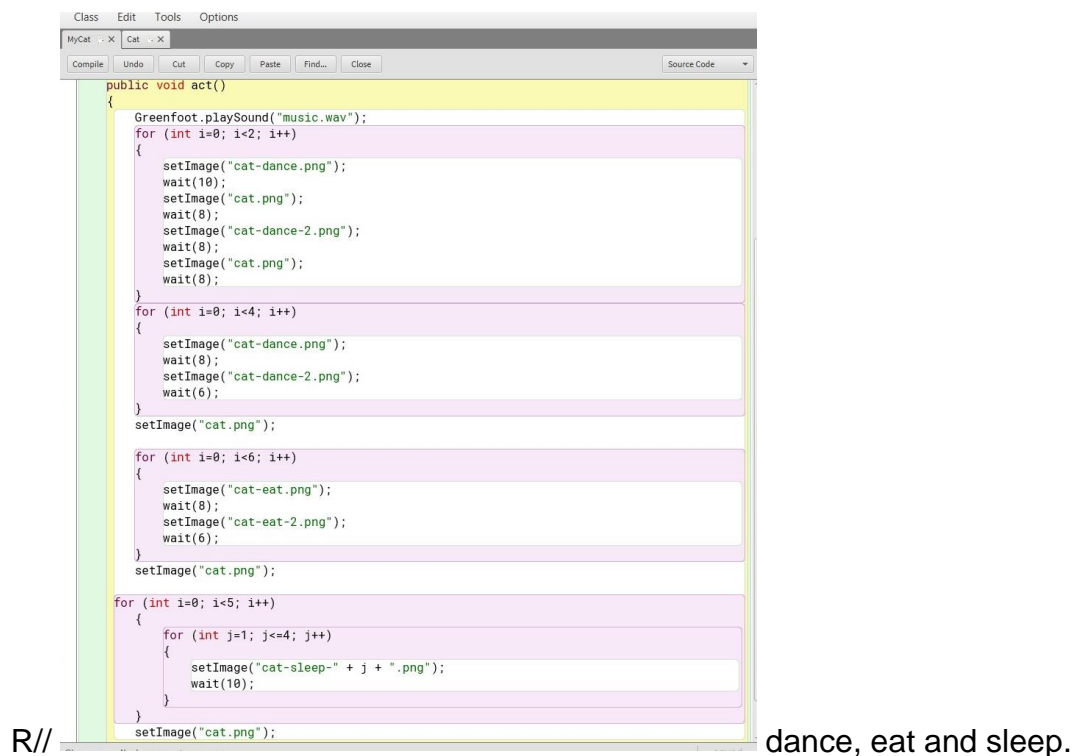 Class Edit Tools Options
MyCat - X Cat - X
Compile Undo Cut Copy Paste Find... Close Source Code
public void act()
{
Greenfoot.playSound("music.wav");
for (int i=0; i<2; i++)
{
setImage("cat-dance.png");
wait(10);
setImage("cat.png");
wait(8);
setImage("cat-dance-2.png");
wait(8);
setImage("cat.png");
wait(8);
}
for (int i=0; i<4; i++)
{
setImage("cat-dance.png");
wait(8);
setImage("cat-dance-2.png");
wait(6);
}
setImage("cat.png");
for (int i=0; i<6; i++)
{
setImage("cat-eat.png");
wait(8);
setImage("cat-eat-2.png");
wait(6);
}
setImage("cat.png");
for (int i=0; i<5; i++)
{
for (int j=1; j<=4; j++)
{
setImage("cat-sleep-" + j + ".png");
wait(10);
}
}
setImage("cat.png");
R// dance, eat and sleep.